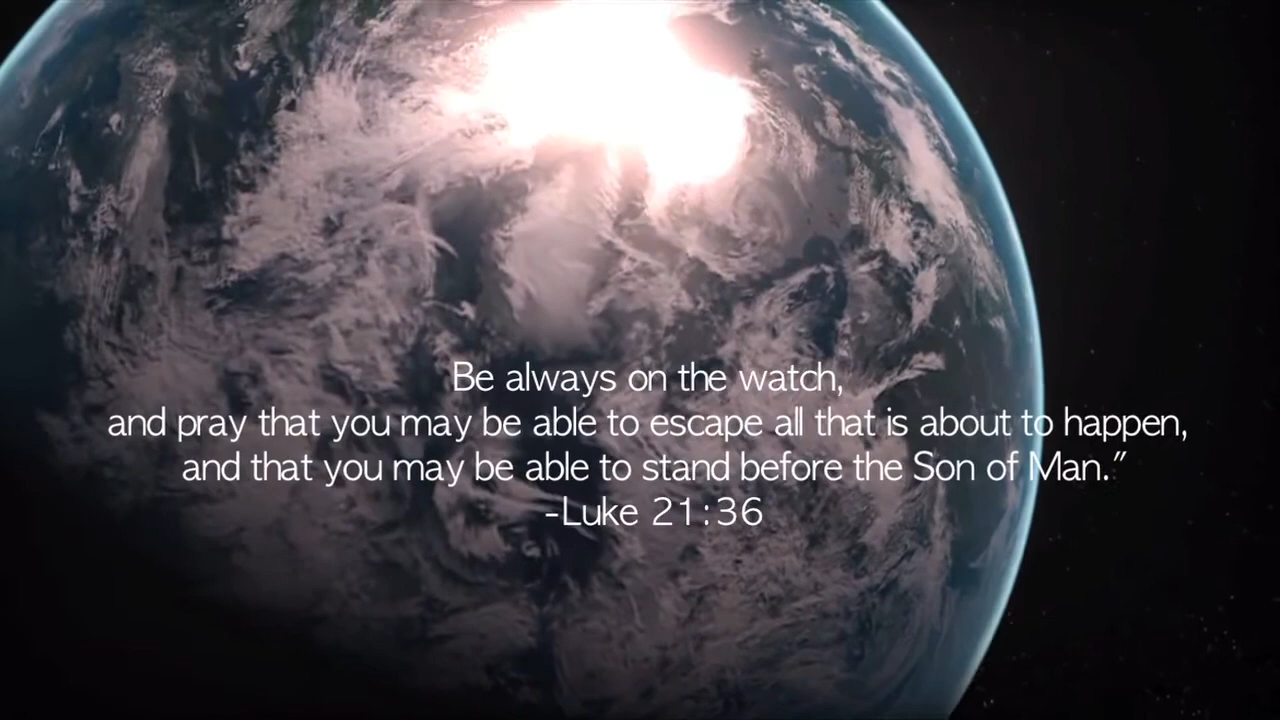 Be always on the watch,
and pray that you may be able to escape all that is about to happen,
and that you may be able to stand before the Son of Man.”
-Luke 21:36